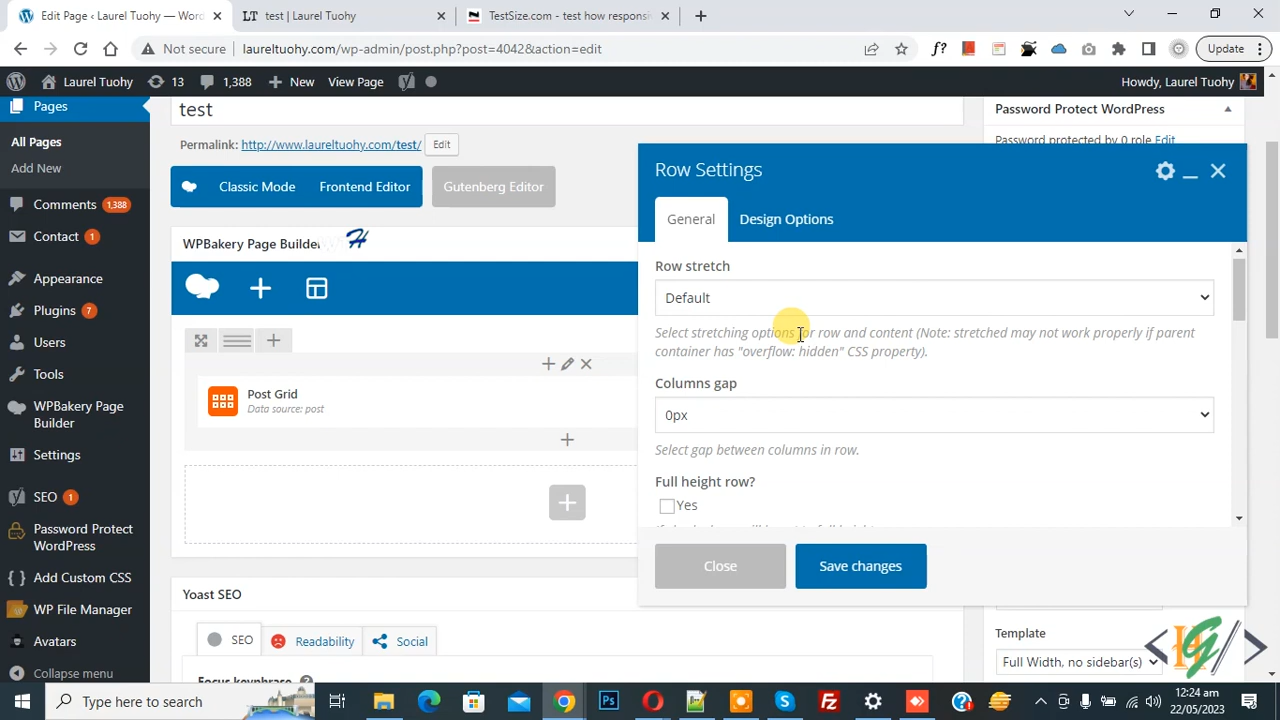 Edit Page ‹ Laurel Tuohy — Word
test | Laurel Tuohy
TestSize.com - test how responsi
Not secure
laureltuohy.com/wp-admin/post.php?post=4042&action=edit
f?
Update
Laurel Tuohy
13
1,388
New
View Page
Howdy, Laurel Tuohy
Pages
All Pages
Add New
Comments 1,388
Contact 1
Appearance
Plugins 7
Users
Tools
WPBakery Page
Builder
Settings
SEO 1
Password Protect
WordPress
Add Custom CSS
WP File Manager
Avatars
Collapse menu
test
Permalink: http://www.laureltuohy.com/test/ Edit
Classic Mode
Frontend Editor
Gutenberg Editor
WPBakery Page Builder
H
Post Grid
Data source: post
Yoast SEO
SEO
Readability
Social
Focus keyphrase
Password Protect WordPress
Password protected by 0 role Edit
Row Settings
General
Design Options
Row stretch
Default
Select stretching options for row and content (Note: stretched may not work properly if parent
container has "overflow: hidden" CSS property).
Columns gap
0px
Select gap between columns in row.
Full height row?
Yes
Close
Save changes
Template
Full Width, no sidebar(s)
Type here to search
12:24 am
22/05/2023